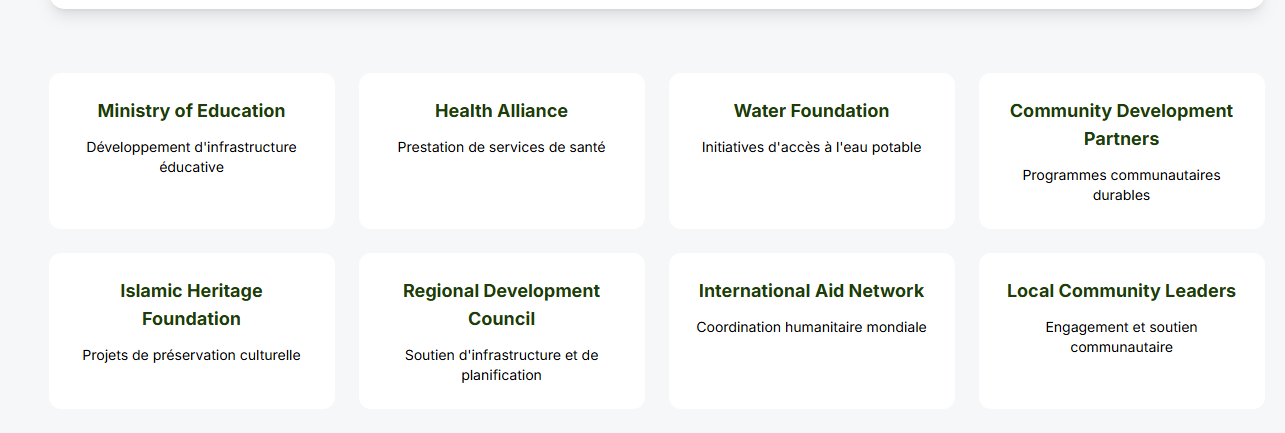 Ministry of Education
Développement d'infrastructure
éducative
Health Alliance
Prestation de services de santé
Water Foundation
Initiatives d'accès à l'eau potable
Community Development
Partners
Programmes communautaires
durables
Islamic Heritage
Foundation
Projets de préservation culturelle
Regional Development
Council
Soutien d'infrastructure et de
planification
International Aid Network
Coordination humanitaire mondiale
Local Community Leaders
Engagement et soutien
communautaire